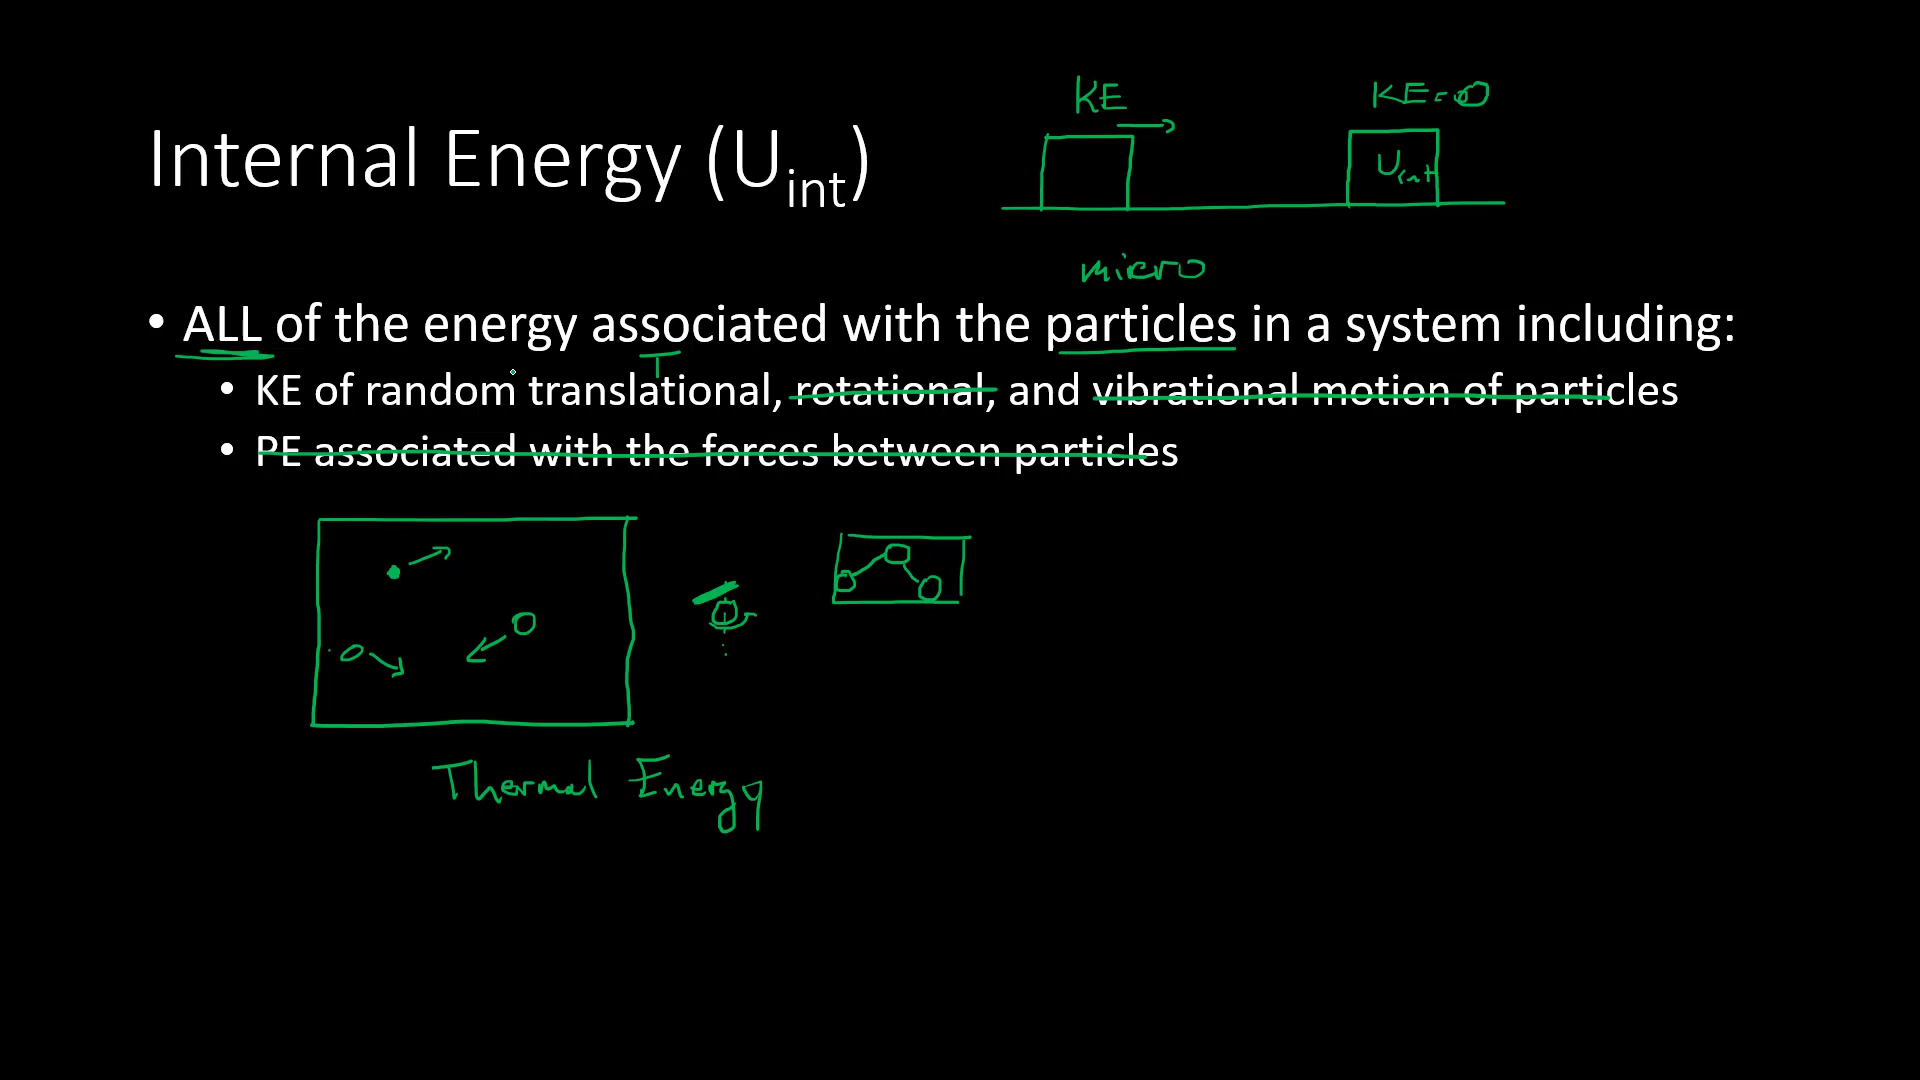 KE
KE=0
Internal Energy (Uint)
Uint
micro
• ALL of the energy associated with the particles in a system including:
T
• KE of random translational, rotational, and vibrational motion of particles
• PE associated with the forces between particles
Thermal Energy